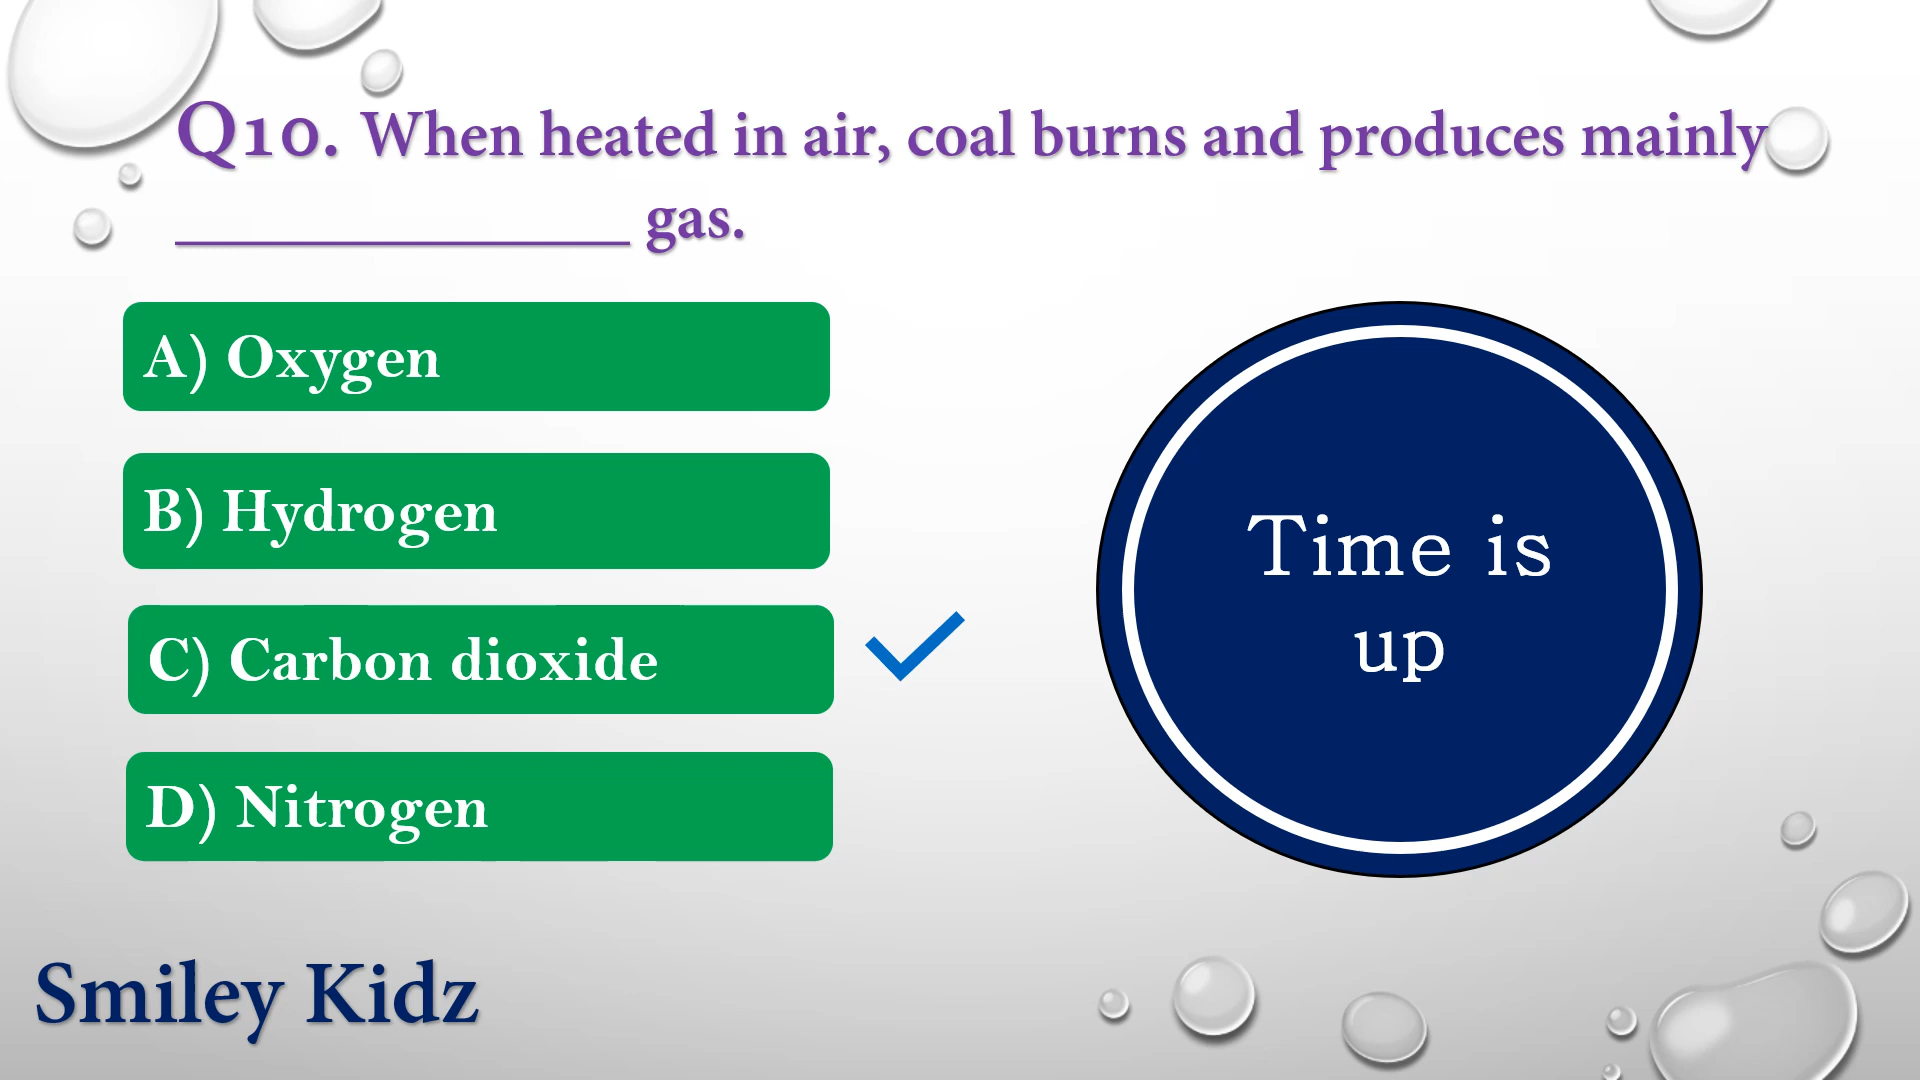 Q10. When heated in air, coal burns and produces mainly
______________ gas.
A) Oxygen
B) Hydrogen
C) Carbon dioxide
D) Nitrogen
Time is
up
Smiley Kidz